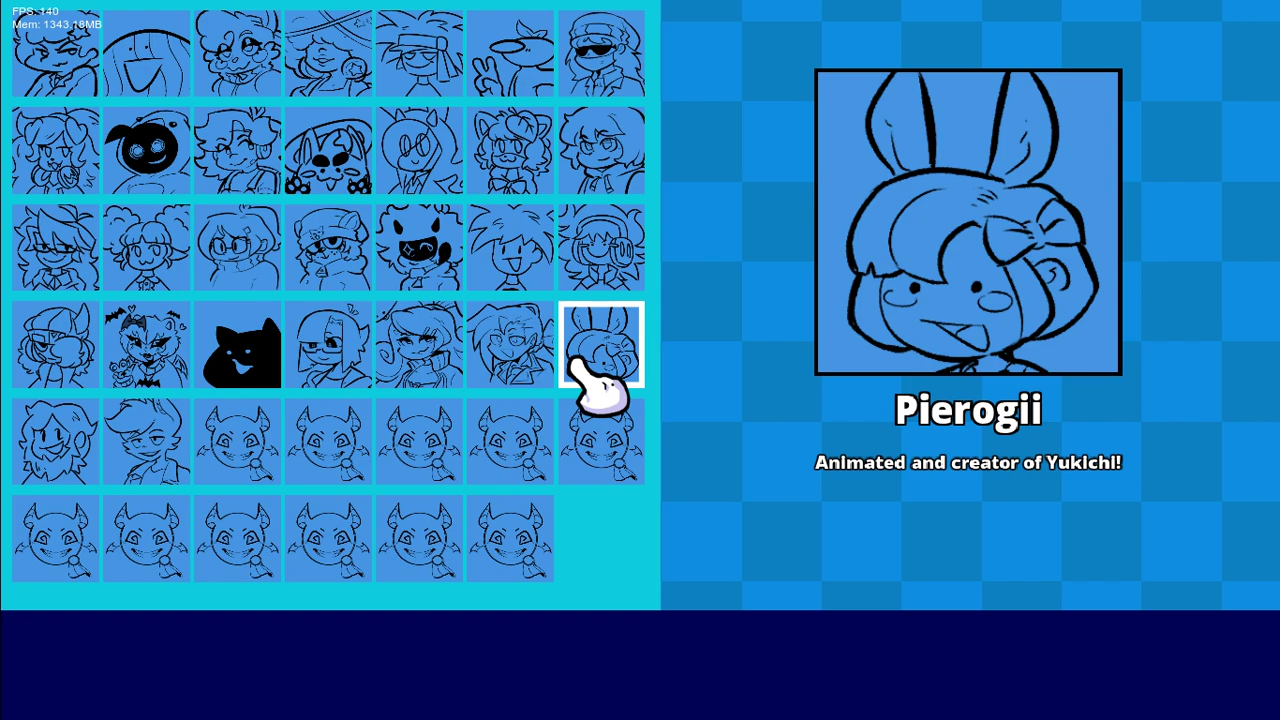 FPS: 140
Mem: 1343.18MB
Pierogii
Animated and creator of Yukichi!